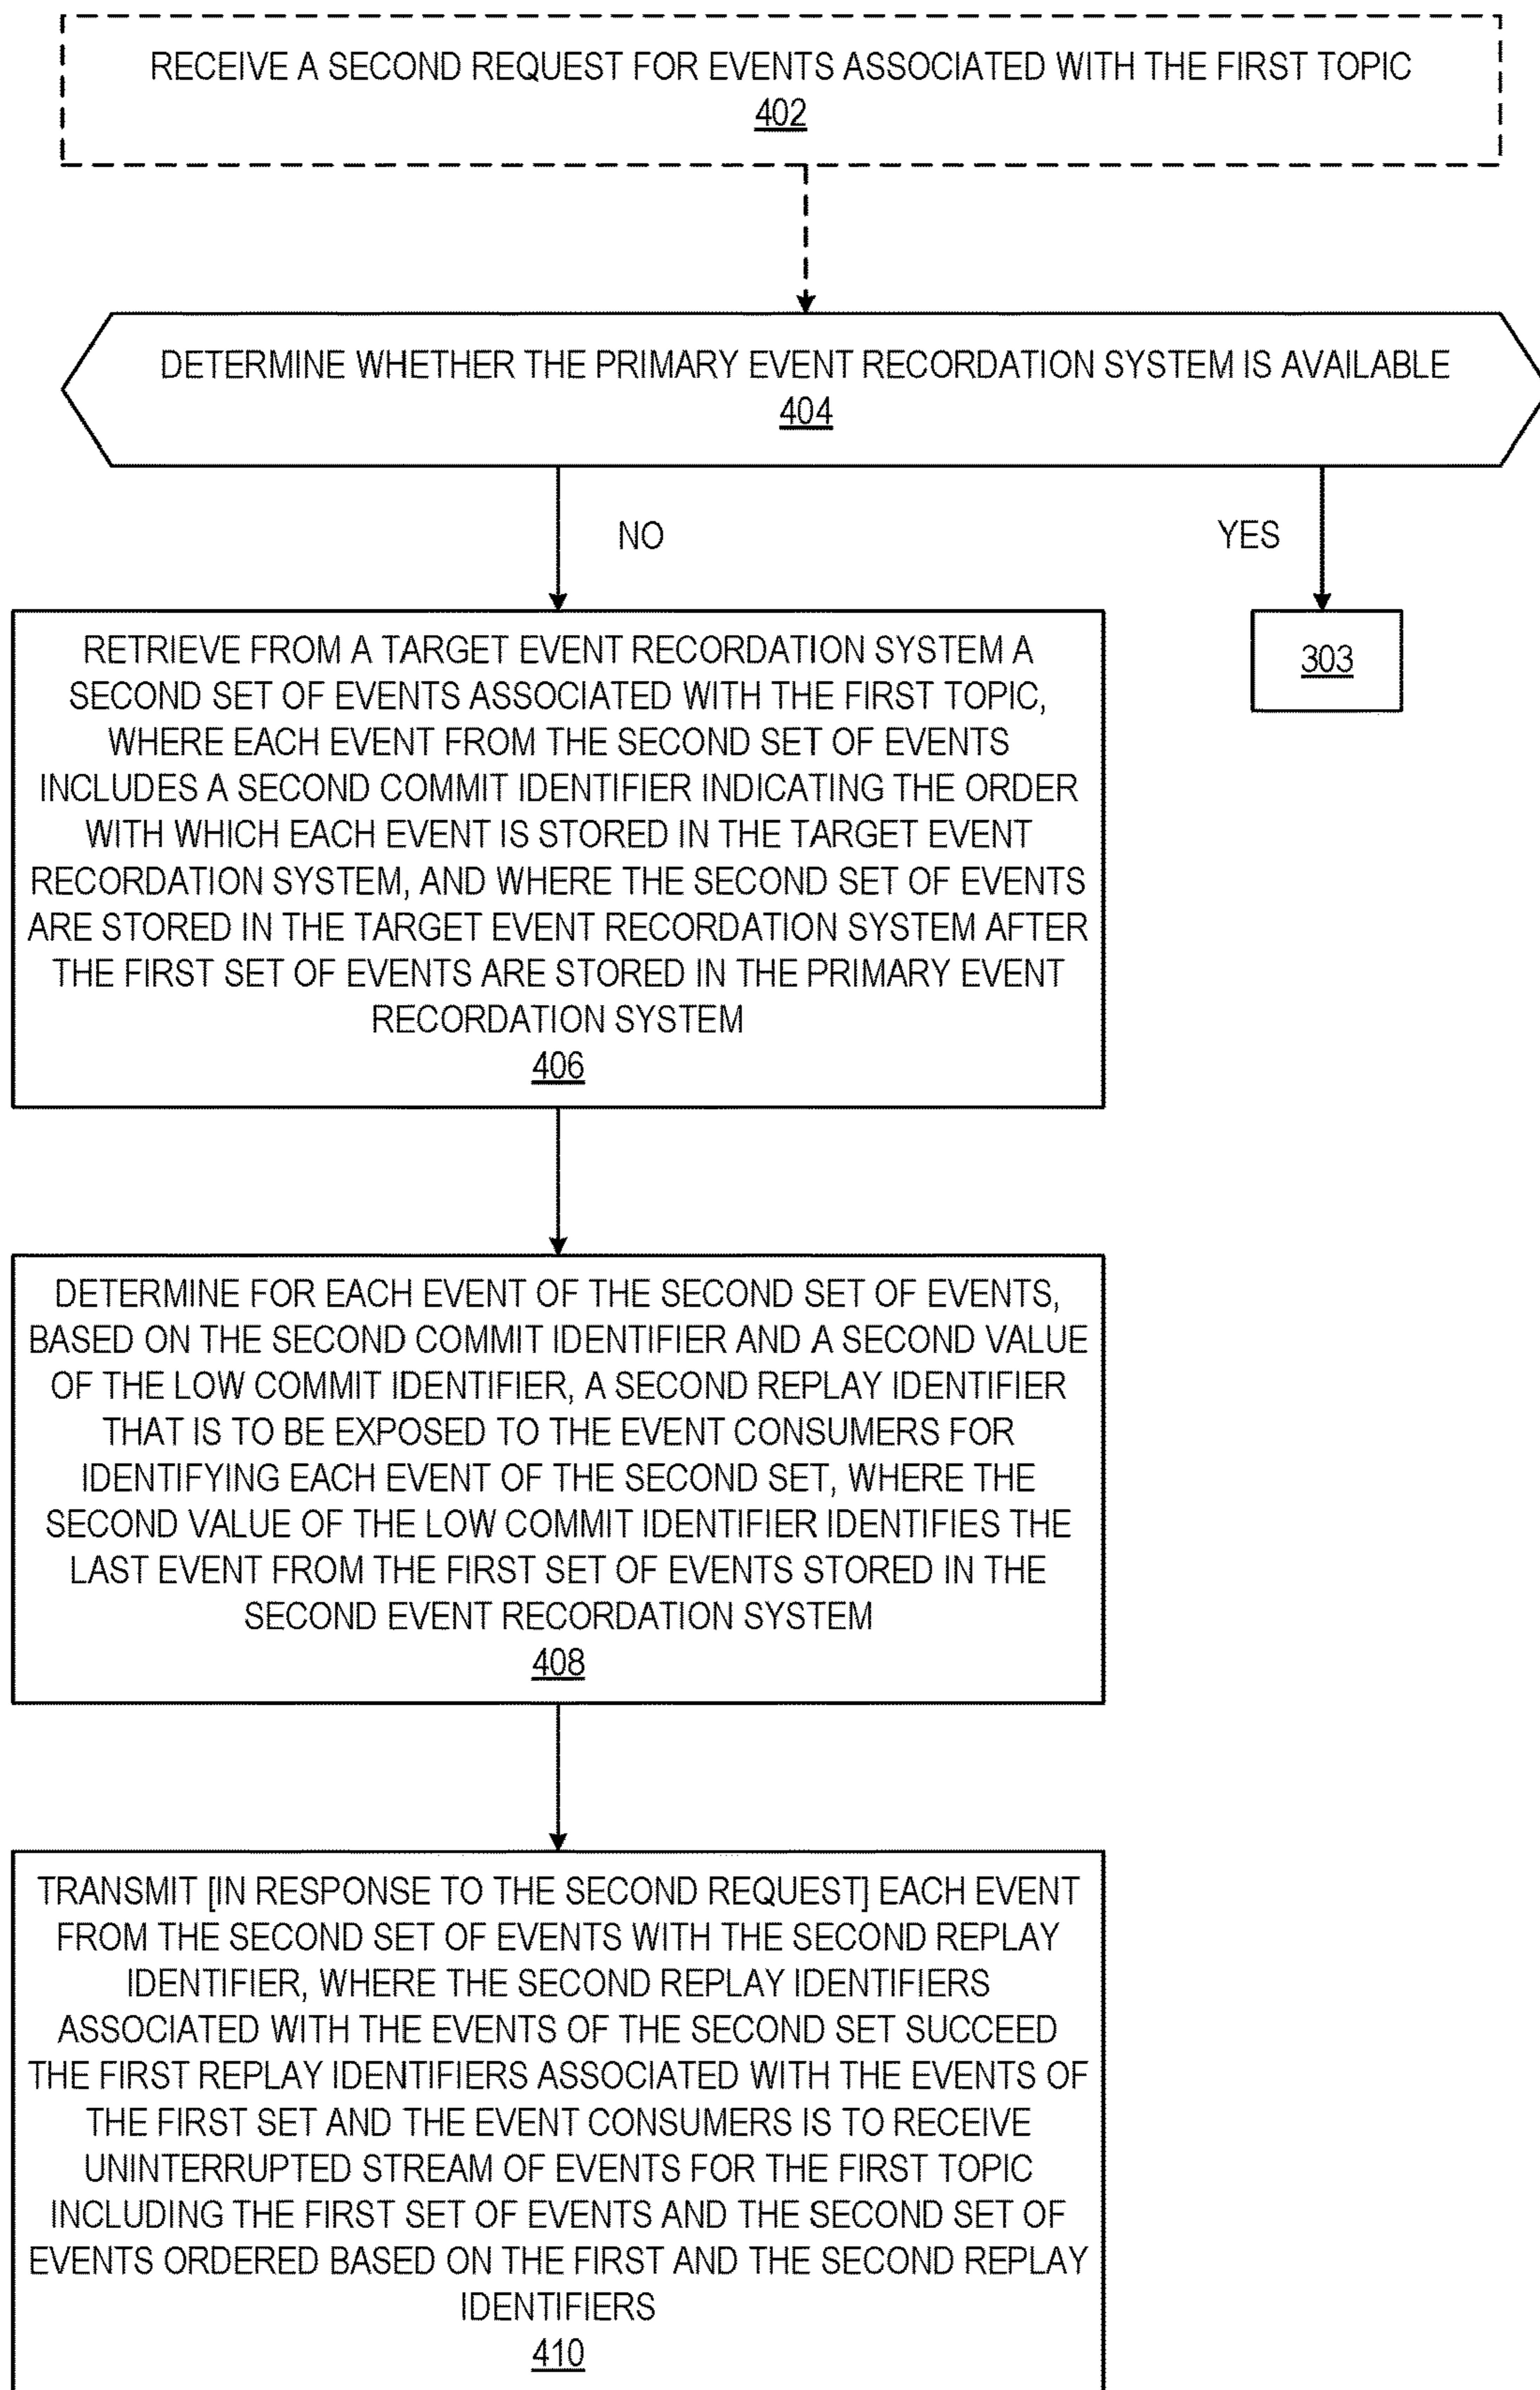 RECEIVE A SECOND REQUEST FOR EVENTS ASSOCIATED WITH THE FIRST TOPIC
402
DETERMINE WHETHER THE PRIMARY EVENT RECORDATION SYSTEM IS AVAILABLE
404
NO
YES
RETRIEVE FROM A TARGET EVENT RECORDATION SYSTEM A
SECOND SET OF EVENTS ASSOCIATED WITH THE FIRST TOPIC,
WHERE EACH EVENT FROM THE SECOND SET OF EVENTS
INCLUDES A SECOND COMMIT IDENTIFIER INDICATING THE ORDER
WITH WHICH EACH EVENT IS STORED IN THE TARGET EVENT
RECORDATION SYSTEM, AND WHERE THE SECOND SET OF EVENTS
ARE STORED IN THE TARGET EVENT RECORDATION SYSTEM AFTER
THE FIRST SET OF EVENTS ARE STORED IN THE PRIMARY EVENT
RECORDATION SYSTEM
406
303
DETERMINE FOR EACH EVENT OF THE SECOND SET OF EVENTS,
BASED ON THE SECOND COMMIT IDENTIFIER AND A SECOND VALUE
OF THE LOW COMMIT IDENTIFIER, A SECOND REPLAY IDENTIFIER
THAT IS TO BE EXPOSED TO THE EVENT CONSUMERS FOR
IDENTIFYING EACH EVENT OF THE SECOND SET, WHERE THE
SECOND VALUE OF THE LOW COMMIT IDENTIFIER IDENTIFIES THE
LAST EVENT FROM THE FIRST SET OF EVENTS STORED IN THE
SECOND EVENT RECORDATION SYSTEM
408
TRANSMIT [IN RESPONSE TO THE SECOND REQUEST] EACH EVENT
FROM THE SECOND SET OF EVENTS WITH THE SECOND REPLAY
IDENTIFIER, WHERE THE SECOND REPLAY IDENTIFIERS
ASSOCIATED WITH THE EVENTS OF THE SECOND SET SUCCEED
THE FIRST REPLAY IDENTIFIERS ASSOCIATED WITH THE EVENTS OF
THE FIRST SET AND THE EVENT CONSUMERS IS TO RECEIVE
UNINTERRUPTED STREAM OF EVENTS FOR THE FIRST TOPIC
INCLUDING THE FIRST SET OF EVENTS AND THE SECOND SET OF
EVENTS ORDERED BASED ON THE FIRST AND THE SECOND REPLAY
IDENTIFIERS
410